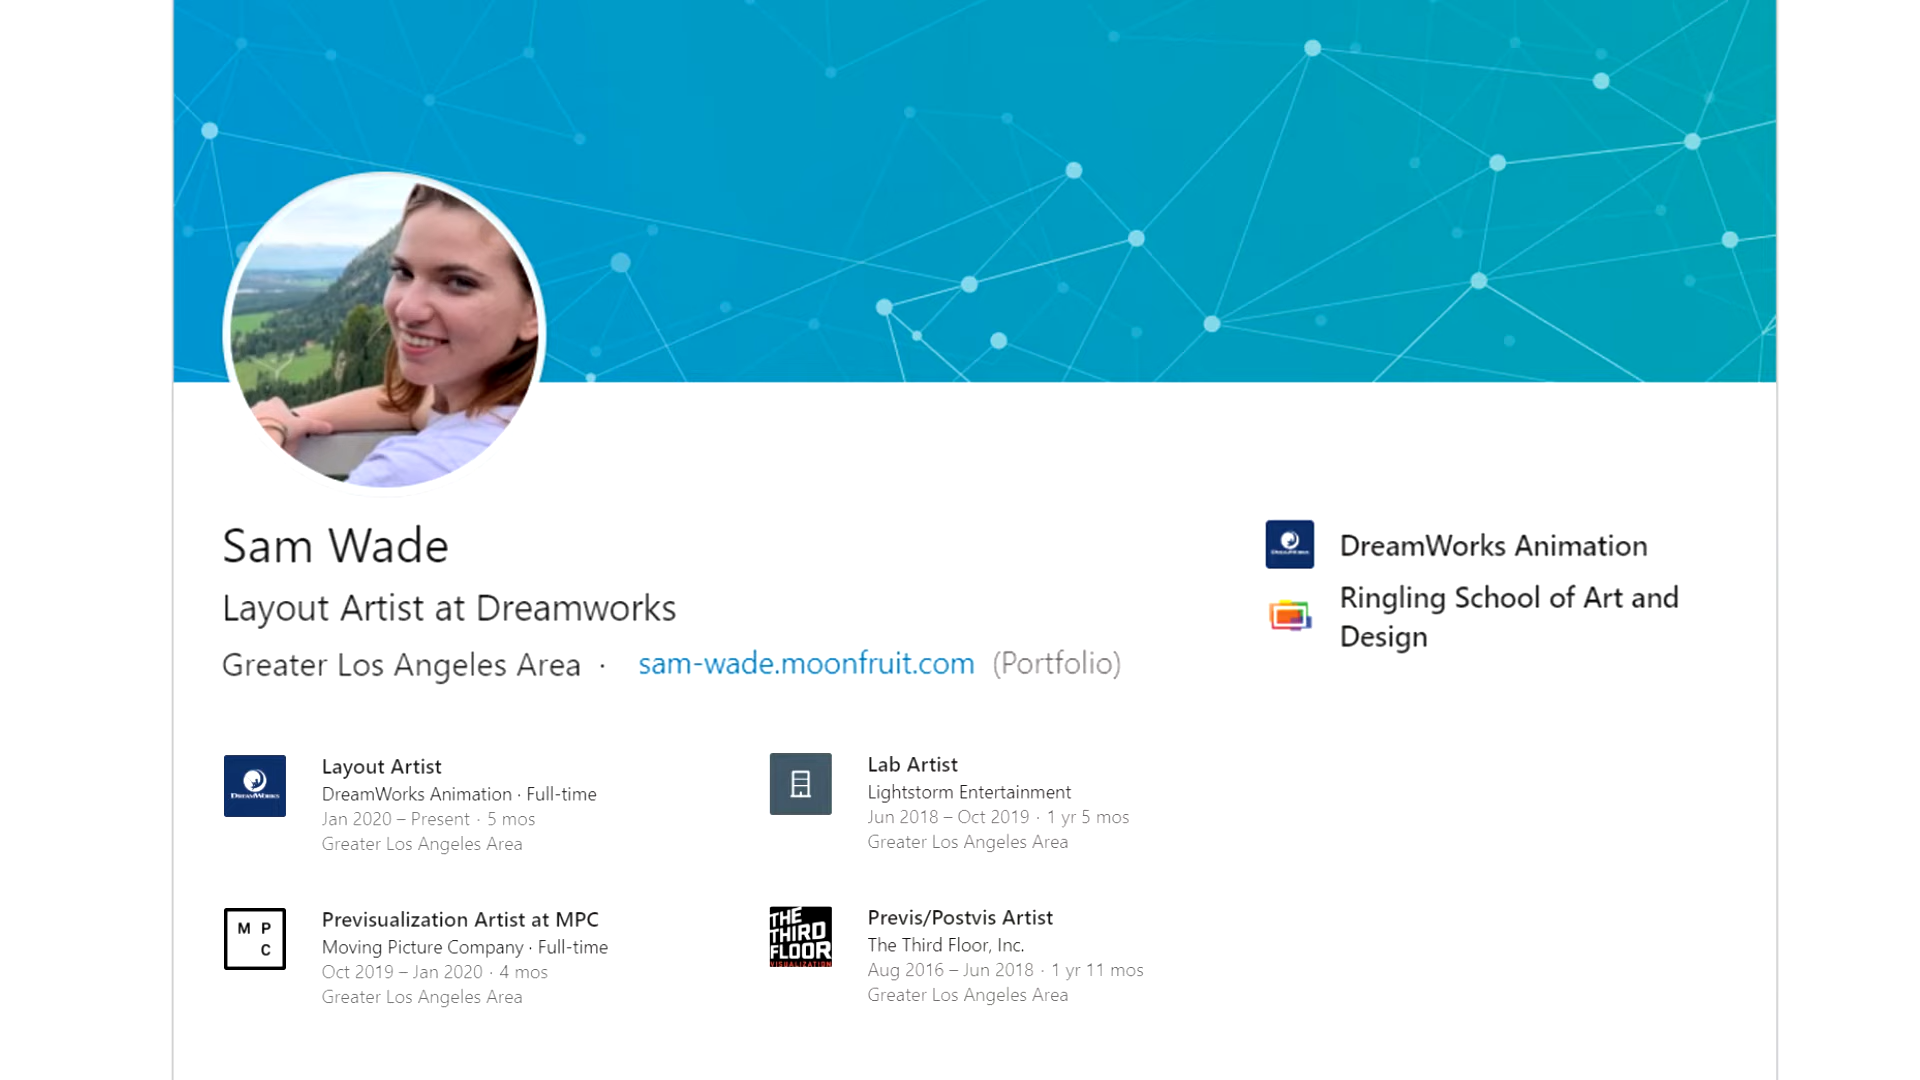 Sam Wade
Layout Artist at Dreamworks
Greater Los Angeles Area · sam-wade.moonfruit.com (Portfolio)
DreamWorks Animation
Ringling School of Art and
Design
DREAMWORKS
Layout Artist
DreamWorks Animation · Full-time
Jan 2020 – Present · 5 mos
Greater Los Angeles Area
Lab Artist
Lightstorm Entertainment
Jun 2018 – Oct 2019 · 1 yr 5 mos
Greater Los Angeles Area
M P
C
Previsualization Artist at MPC
Moving Picture Company · Full-time
Oct 2019 – Jan 2020 · 4 mos
Greater Los Angeles Area
THE
THIRD
FLOOR
VISUALIZATION
Previs/Postvis Artist
The Third Floor, Inc.
Aug 2016 – Jun 2018 · 1 yr 11 mos
Greater Los Angeles Area